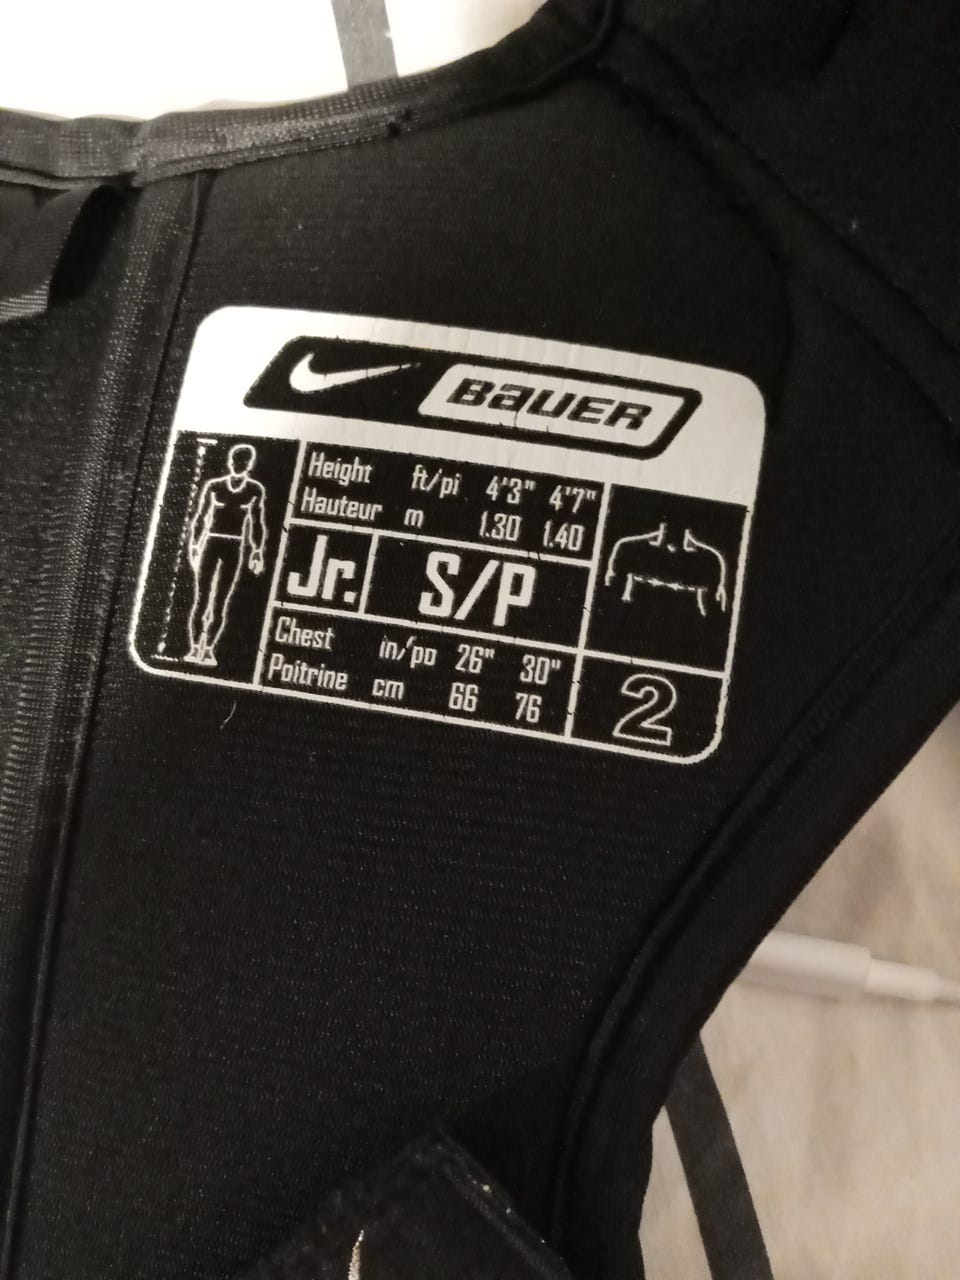 BAUER
Height ft/pi 4'3" 4'7"
Hauteur m 1.30 1.40
Jr. S/P
Chest in/po 26" 30"
Poitrine cm 66 76
2